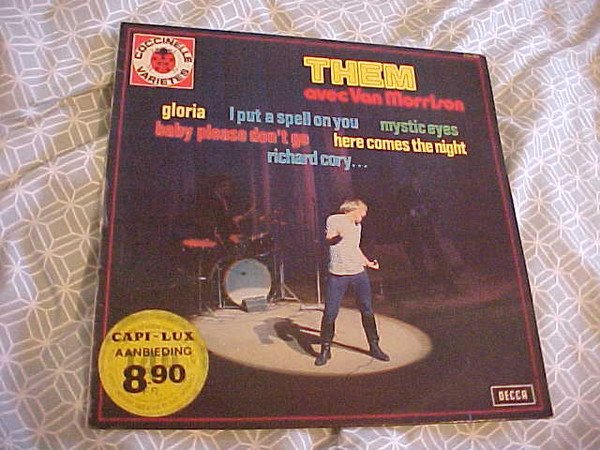 COCCINELLE
VARIETES
THEM
avec Van Morrison
gloria I put a spell on you mystic eyes
baby please don't go here comes the night
richard cory...
CAPI-LUX
AANBIEDING
8.90
DECCA